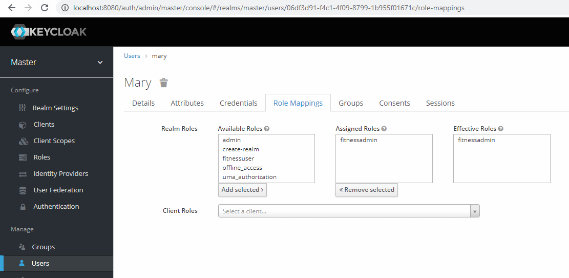 localhost:8080/auth/admin/master/console/#/realms/master/users/06df3d91-f4c1-4f09-8799-1b955f01671c/role-mappings
KEYCLOAK
Master
Users > mary
Mary
Configure
Details Attributes Credentials Role Mappings Groups Consents Sessions
Realm Settings
Clients
Client Scopes
Roles
Identity Providers
User Federation
Authentication
Manage
Groups
Users
Realm Roles
Available Roles
admin
create-realm
fitnessuser
offline_access
uma_authorization
Add selected >
Assigned Roles
fitnessadmin
< Remove selected
Effective Roles
fitnessadmin
Client Roles
Select a client...